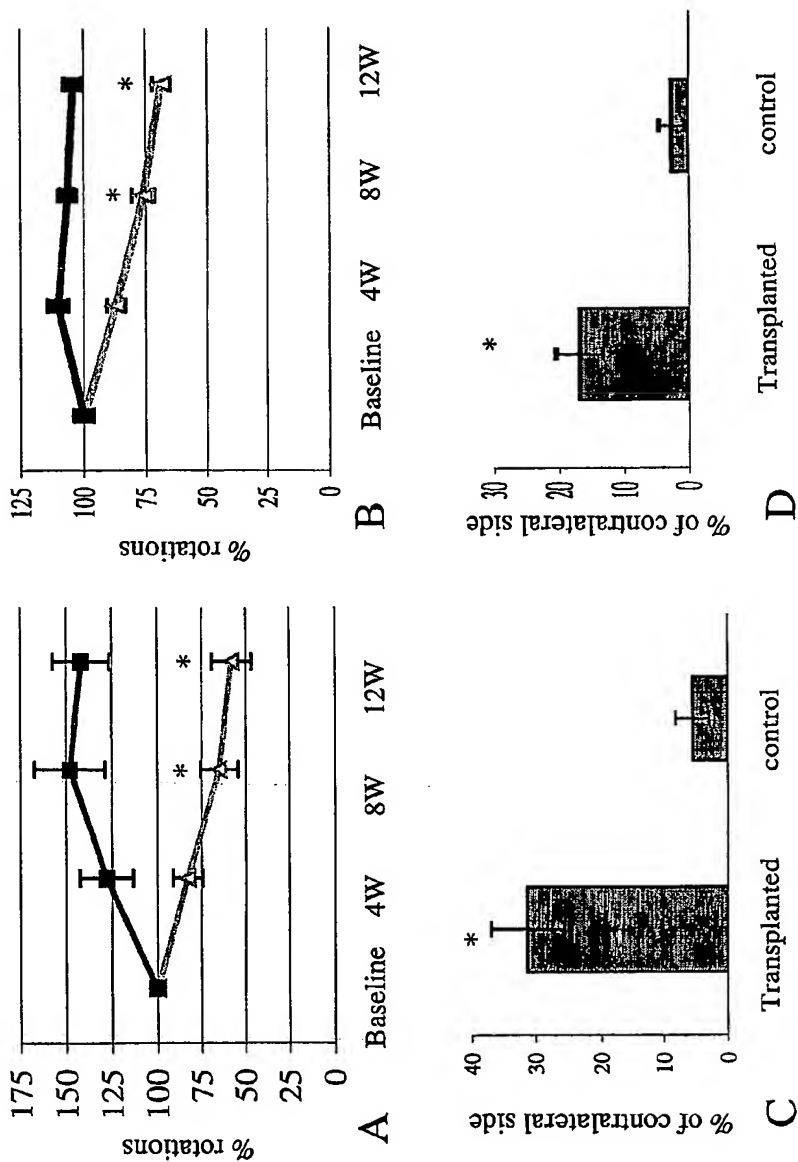 175
150
125
100
75
50
25
0
% rotations
Baseline 4W 8W 12W
* *
A
125
100
75
50
25
0
% rotations
Baseline 4W 8W 12W
* *
B
40
30
20
10
0
% of contralateral side
*
Transplanted control
C
30
20
10
0
% of contralateral side
*
Transplanted control
D